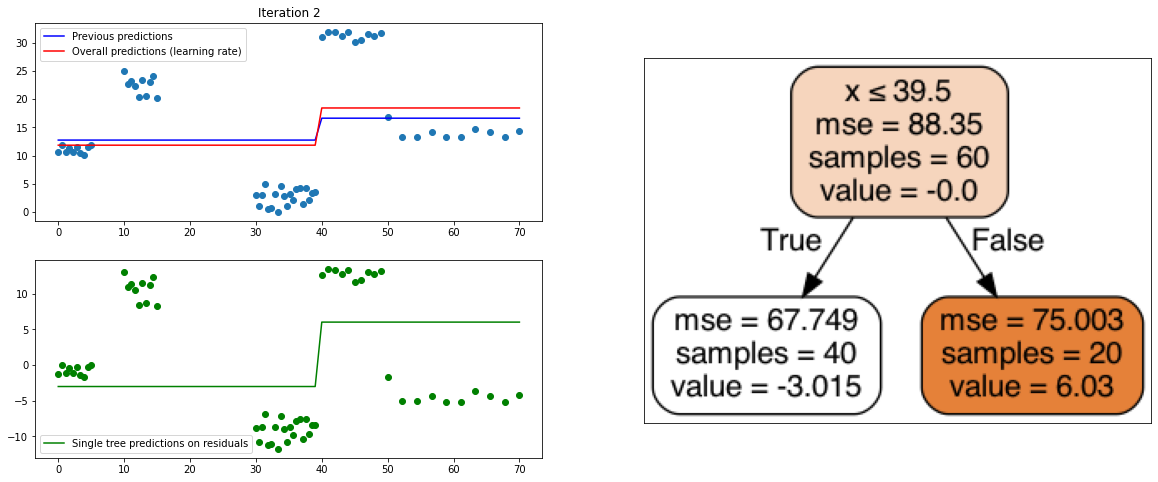 Iteration 2
Previous predictions
Overall predictions (learning rate)
30
25
20
15
10
5
0
0 10 20 30 40 50 60 70
10
5
0
−5
−10
Single tree predictions on residuals
0 10 20 30 40 50 60 70
x ≤ 39.5
mse = 88.35
samples = 60
value = -0.0
True False
mse = 67.749
samples = 40
value = -3.015
mse = 75.003
samples = 20
value = 6.03